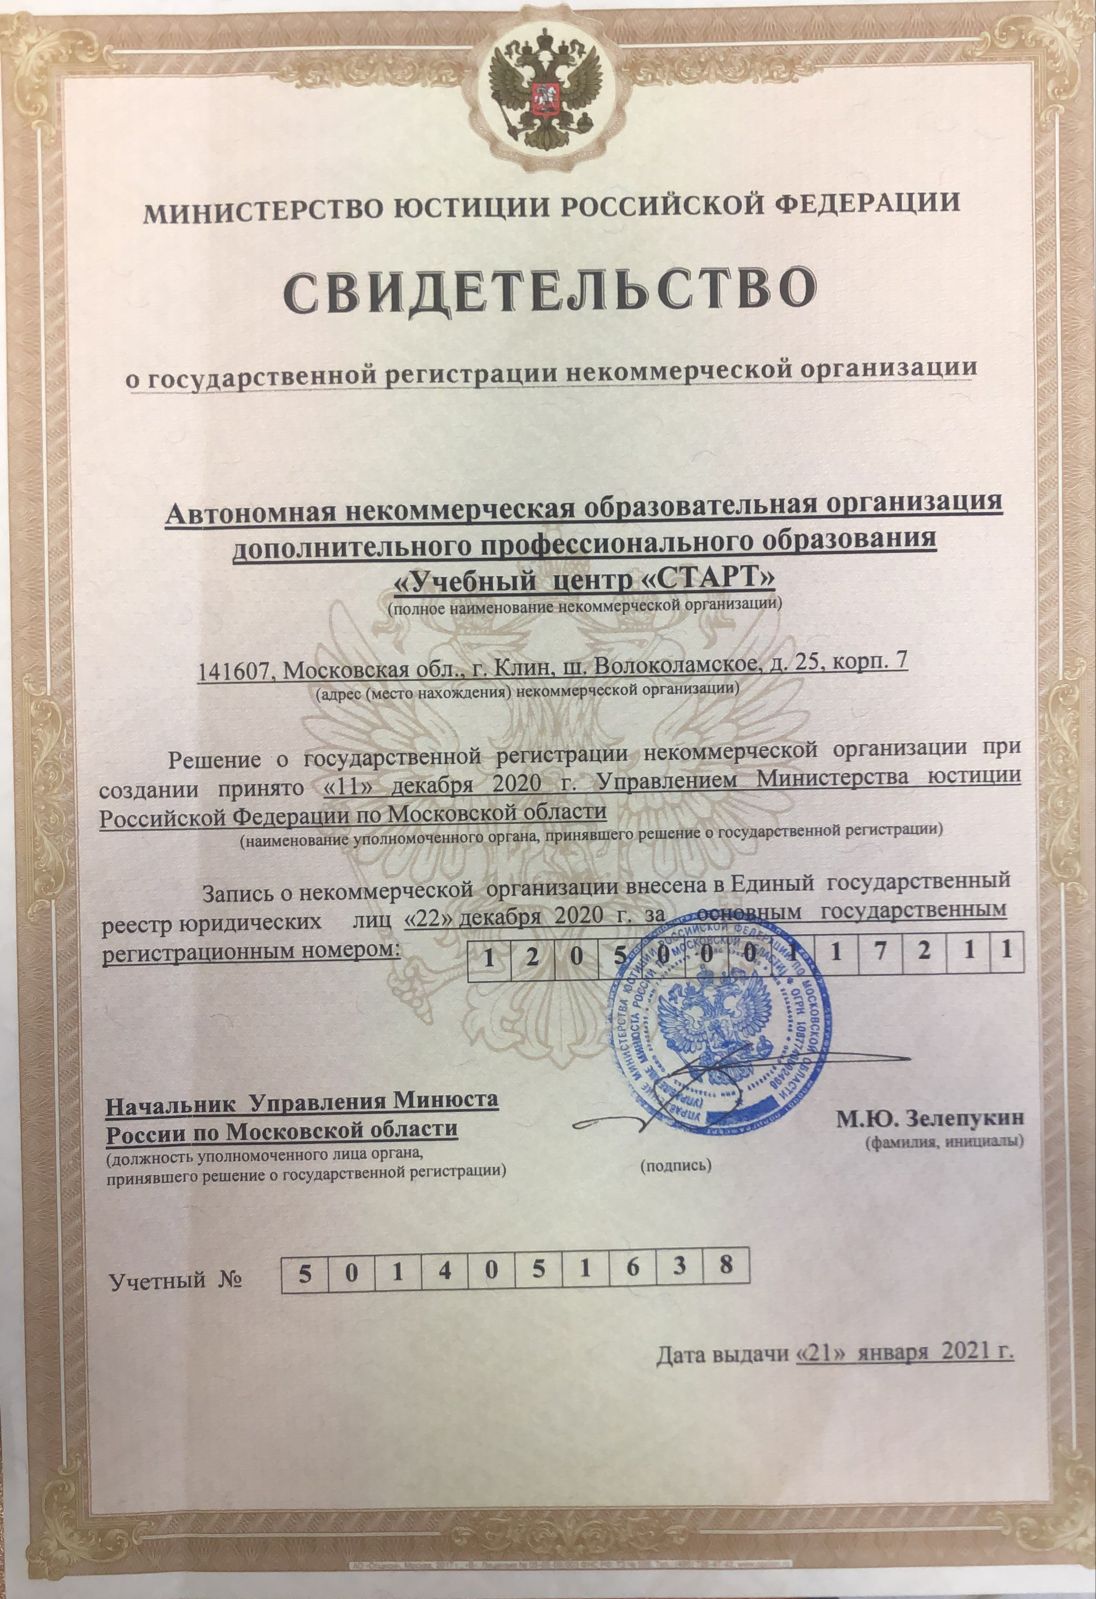 МИНИСТЕРСТВО ЮСТИЦИИ РОССИЙСКОЙ ФЕДЕРАЦИИ
СВИДЕТЕЛЬСТВО
о государственной регистрации некоммерческой организации
Автономная некоммерческая образовательная организация
дополнительного профессионального образования
«Учебный центр «СТАРТ»
(полное наименование некоммерческой организации)
141607, Московская обл., г. Клин, ш. Волоколамское, д. 25, корп. 7
(адрес (место нахождения) некоммерческой организации)
Решение о государственной регистрации некоммерческой организации при
создании принято «11» декабря 2020 г. Управлением Министерства юстиции
Российской Федерации по Московской области
(наименование уполномоченного органа, принявшего решение о государственной регистрации)
Запись о некоммерческой организации внесена в Единый государственный
реестр юридических лиц «22» декабря 2020 г. за основным государственным
регистрационным номером: 1 2 0 5 0 0 0 1 1 7 2 1 1
Начальник Управления Минюста
России по Московской области
(должность уполномоченного лица органа,
принявшего решение о государственной регистрации)
(подпись)
М.Ю. Зелепукин
(фамилия, инициалы)
Учетный № 5 0 1 4 0 5 1 6 3 8
Дата выдачи «21» января 2021 г.